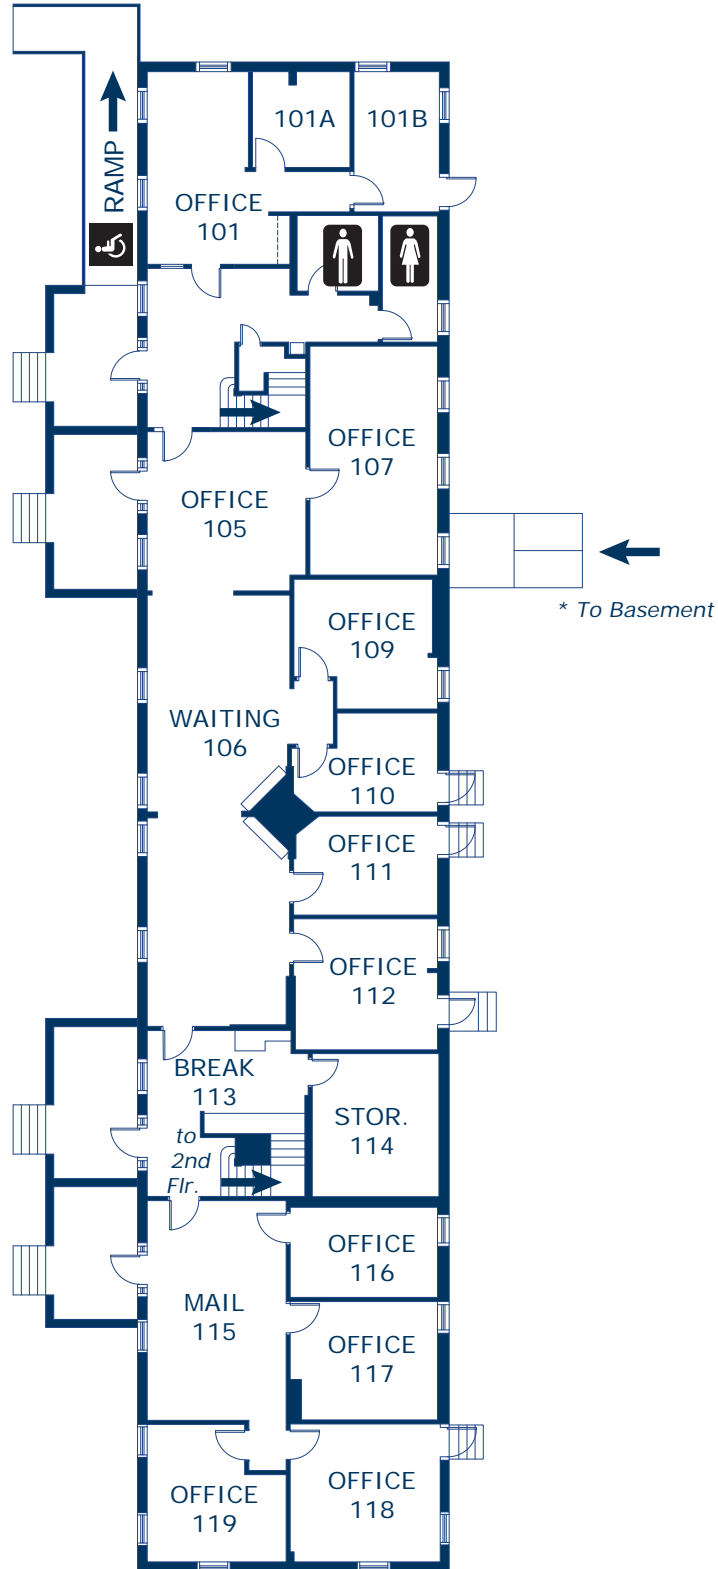 101A
101B
RAMP
OFFICE
101
OFFICE
107
OFFICE
105
* To Basement
OFFICE
109
WAITING
106
OFFICE
110
OFFICE
111
OFFICE
112
BREAK
113
STOR.
114
to
2nd
Flr.
OFFICE
116
MAIL
115
OFFICE
117
OFFICE
118
OFFICE
119